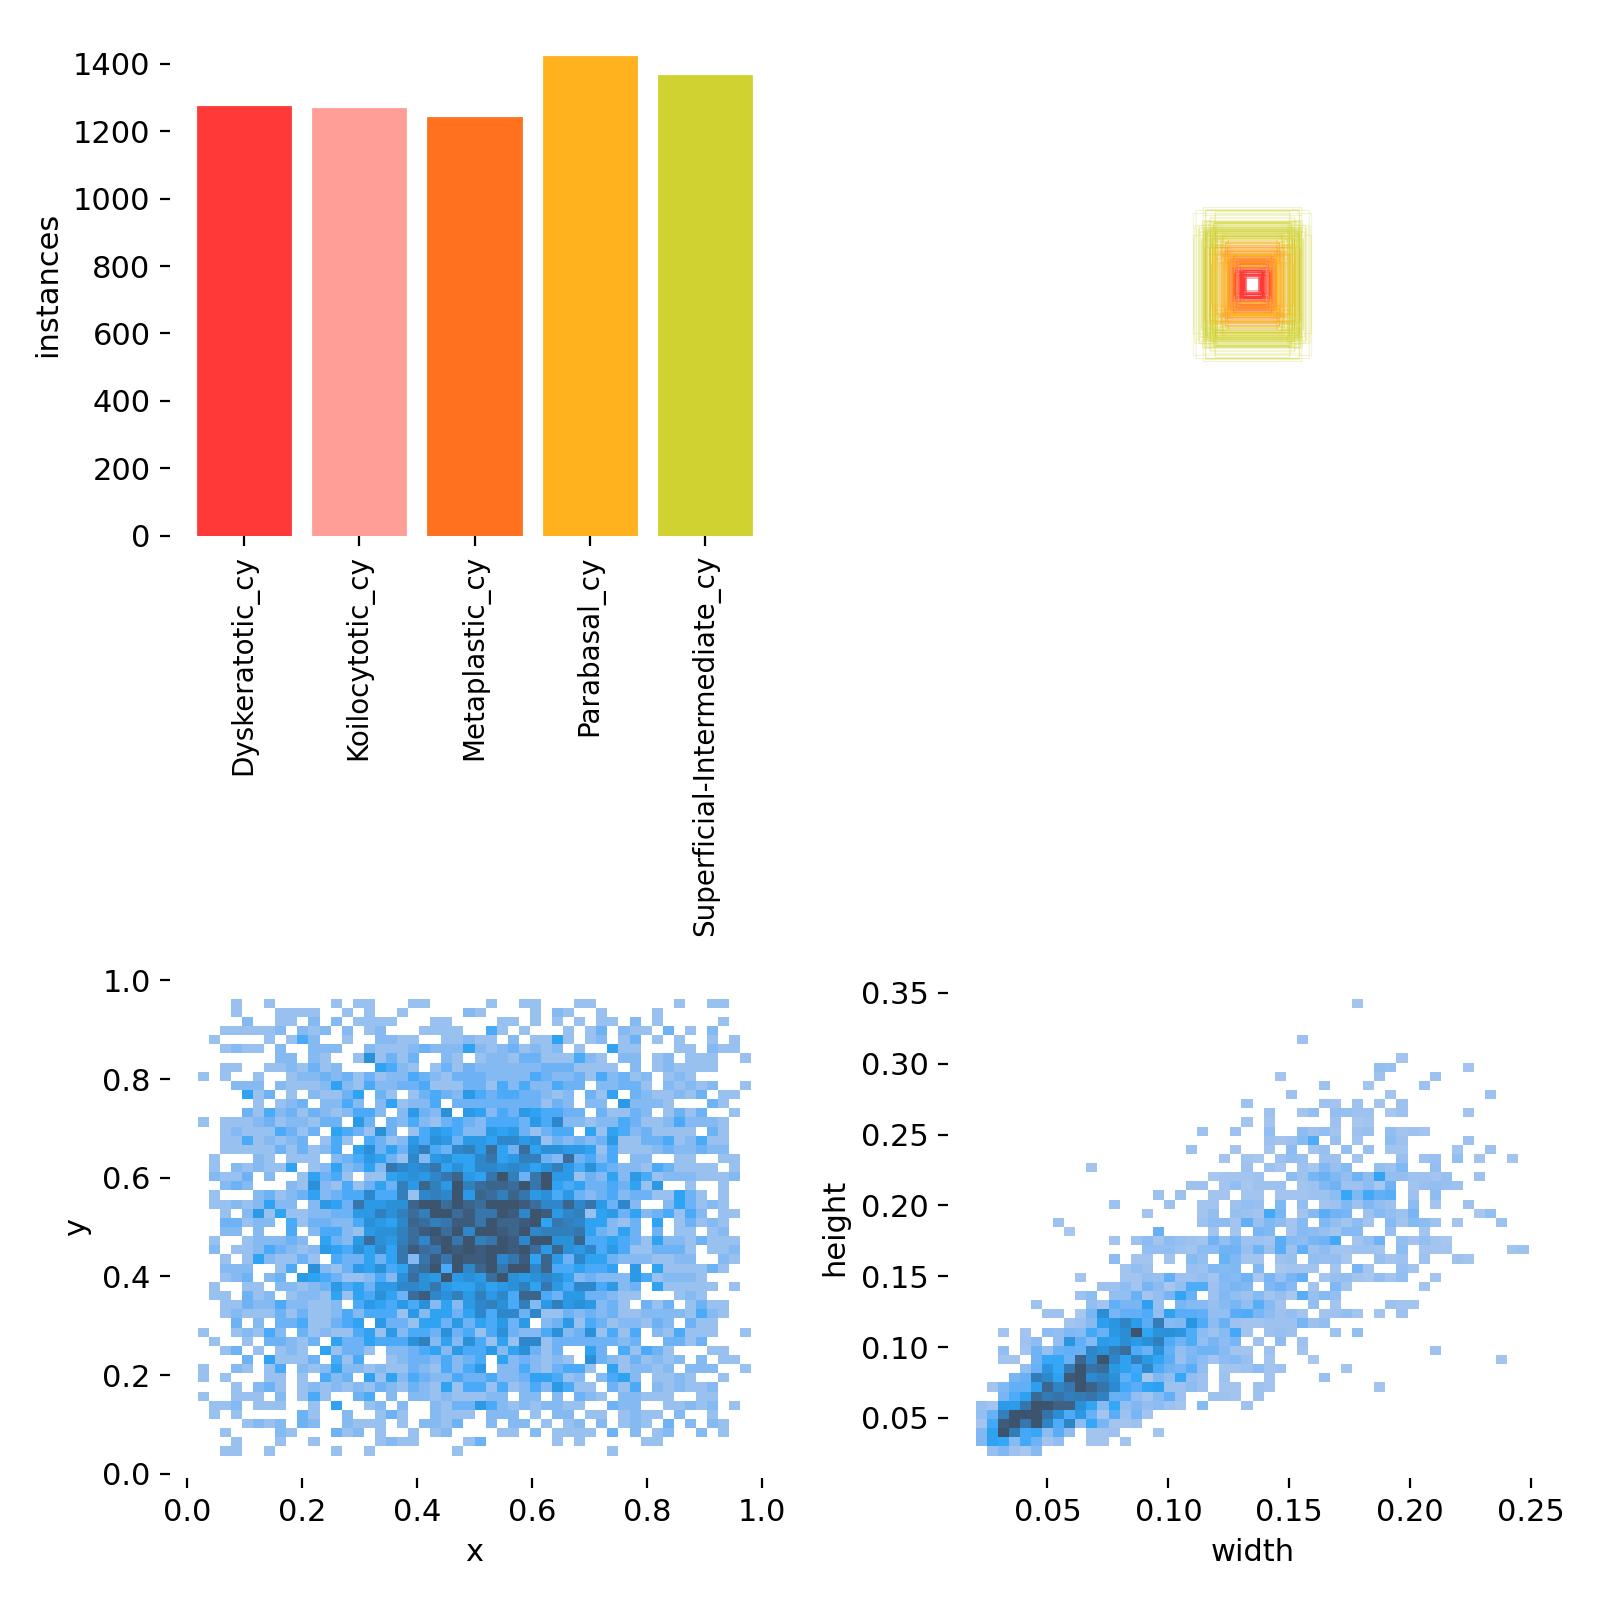 1400
1200
1000
800
600
400
200
0
instances
Dyskeratotic_cy
Koilocytotic_cy
Metaplastic_cy
Parabasal_cy
Superficial-Intermediate_cy
1.0
0.8
0.6
0.4
0.2
0.0
y
0.0 0.2 0.4 0.6 0.8 1.0
x
0.35
0.30
0.25
0.20
0.15
0.10
0.05
height
0.05 0.10 0.15 0.20 0.25
width